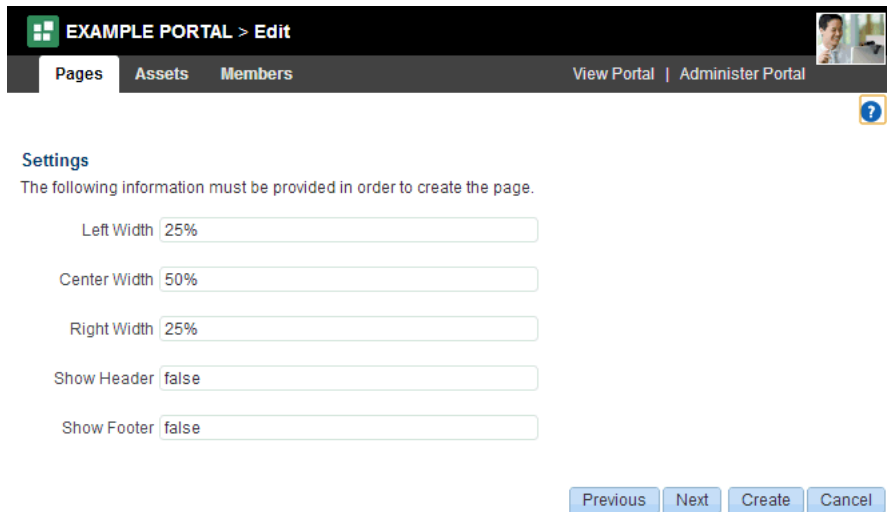 EXAMPLE PORTAL > Edit
Pages Assets Members View Portal | Administer Portal
?
Settings
The following information must be provided in order to create the page.
Left Width 25%
Center Width 50%
Right Width 25%
Show Header false
Show Footer false
Previous Next Create Cancel